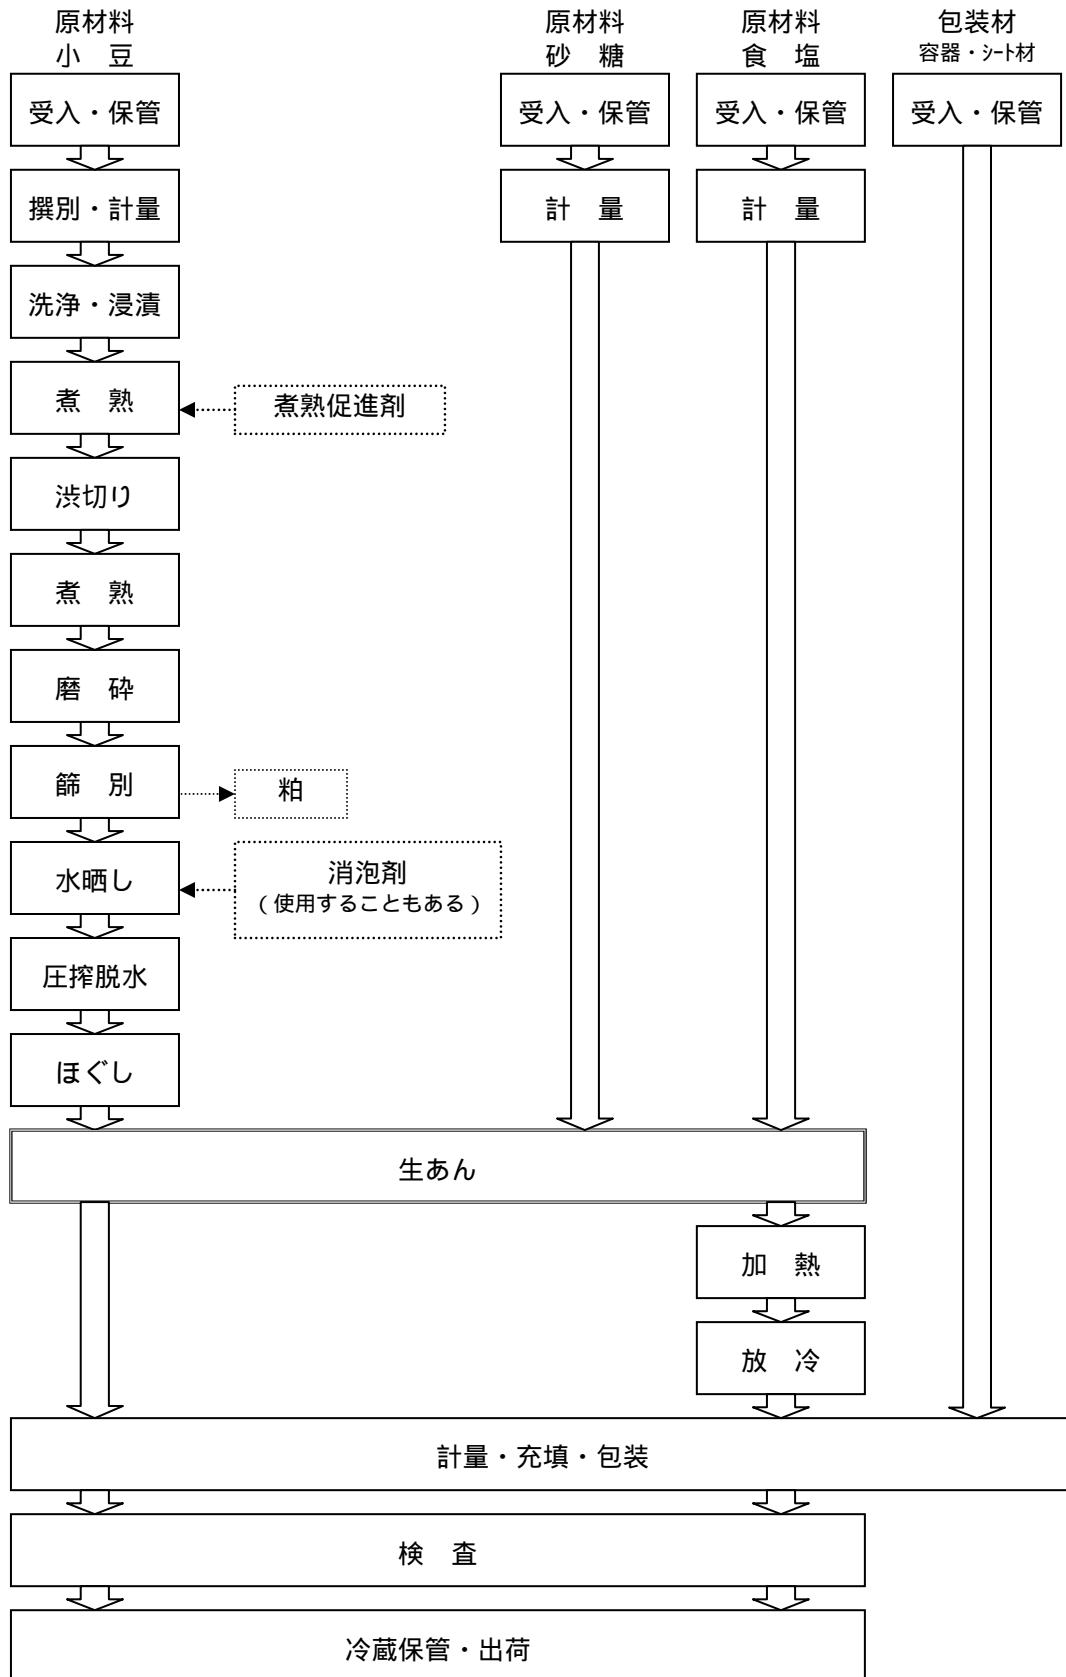 原材料
小　豆
原材料
砂　糖
原材料
食　塩
包装材
容器・ｼｰﾄ材
受入・保管
受入・保管
受入・保管
受入・保管
撰別・計量
計　量
計　量
洗浄・浸漬
煮　熟
煮熟促進剤
渋切り
煮　熟
磨　砕
篩　別
粕
水晒し
消泡剤
（使用することもある）
圧搾脱水
ほぐし
生あん
加　熱
放　冷
計量・充填・包装
検　査
冷蔵保管・出荷